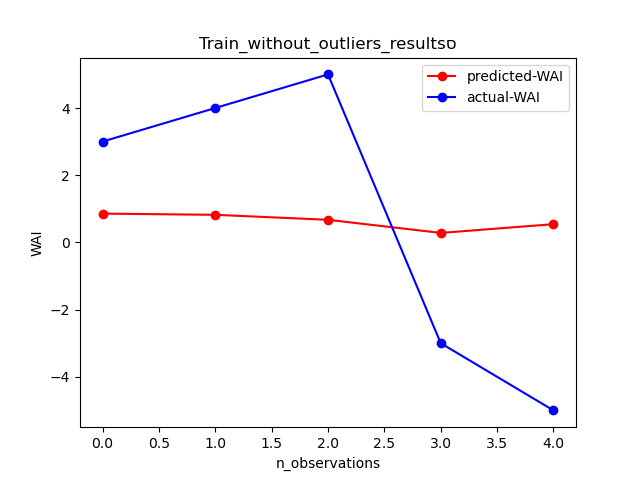 Train_without_outliers_resultsס
predicted-WAI
actual-WAI
WAI
4
2
0
−2
−4
0.0 0.5 1.0 1.5 2.0 2.5 3.0 3.5 4.0
n_observations